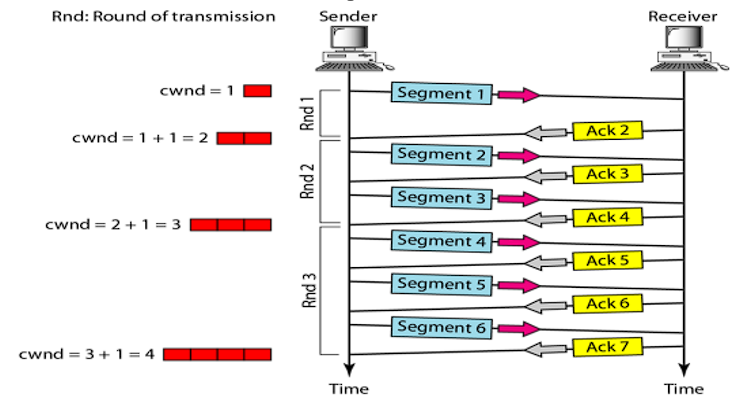 Rnd: Round of transmission
Sender
Receiver
cwnd = 1
Rnd 1
Segment 1
Ack 2
cwnd = 1 + 1 = 2
Rnd 2
Segment 2
Ack 3
Segment 3
Ack 4
cwnd = 2 + 1 = 3
Rnd 3
Segment 4
Ack 5
Segment 5
Ack 6
Segment 6
Ack 7
cwnd = 3 + 1 = 4
Time
Time